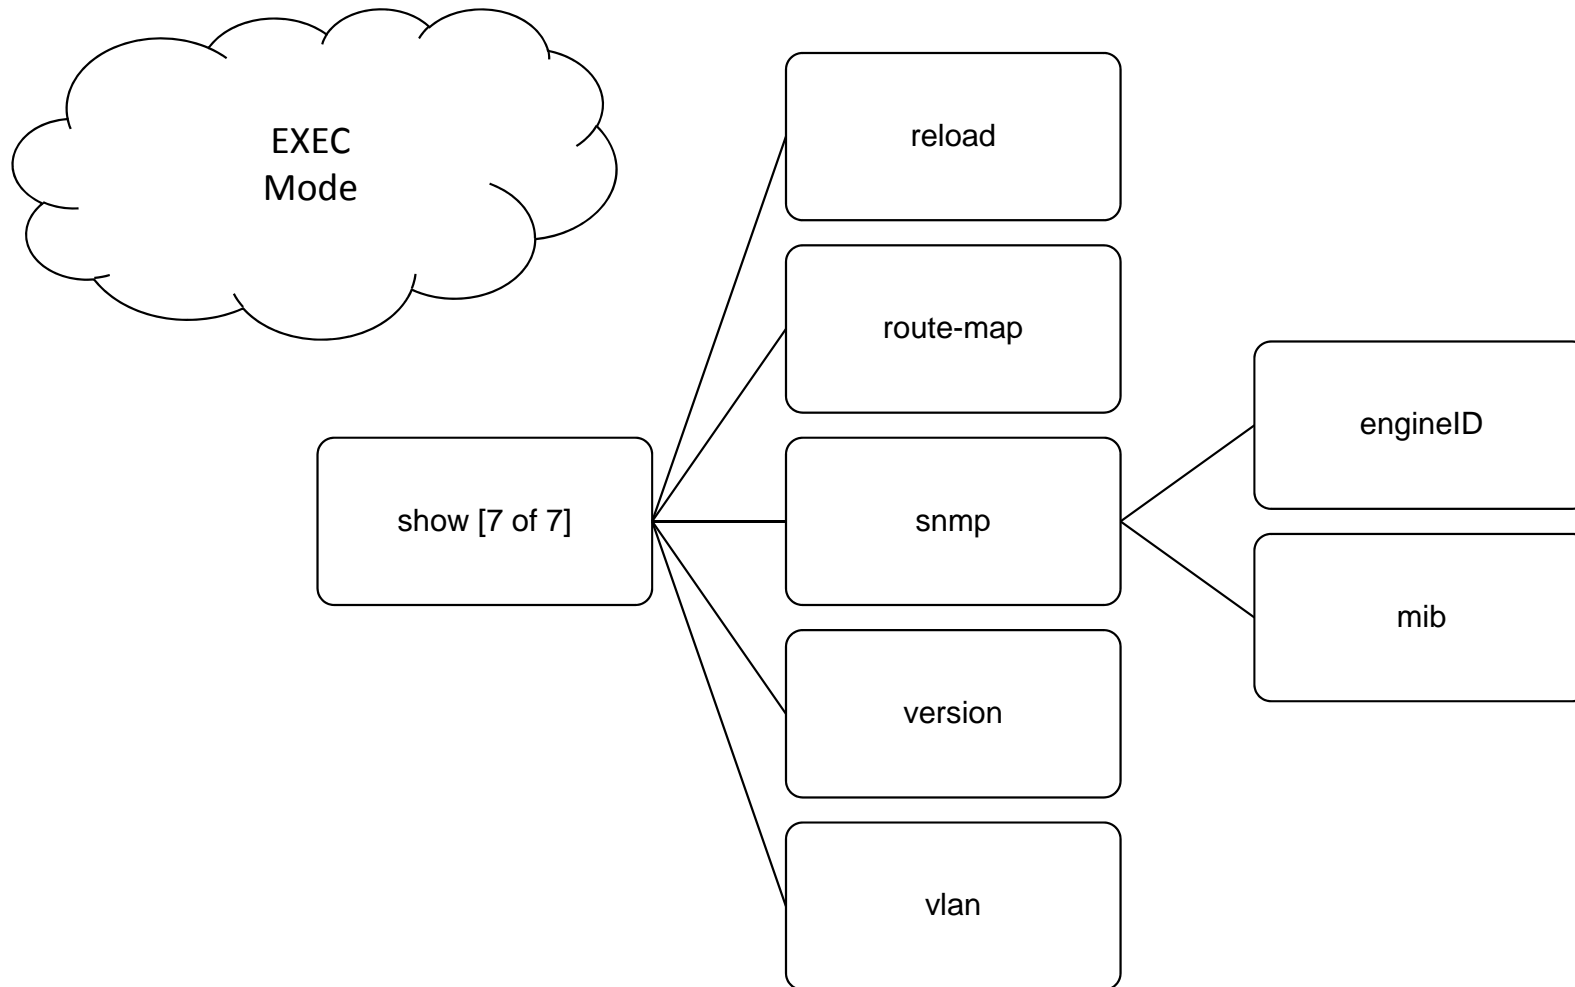 EXEC
Mode
reload
route-map
engineID
show [7 of 7]
snmp
mib
version
vlan